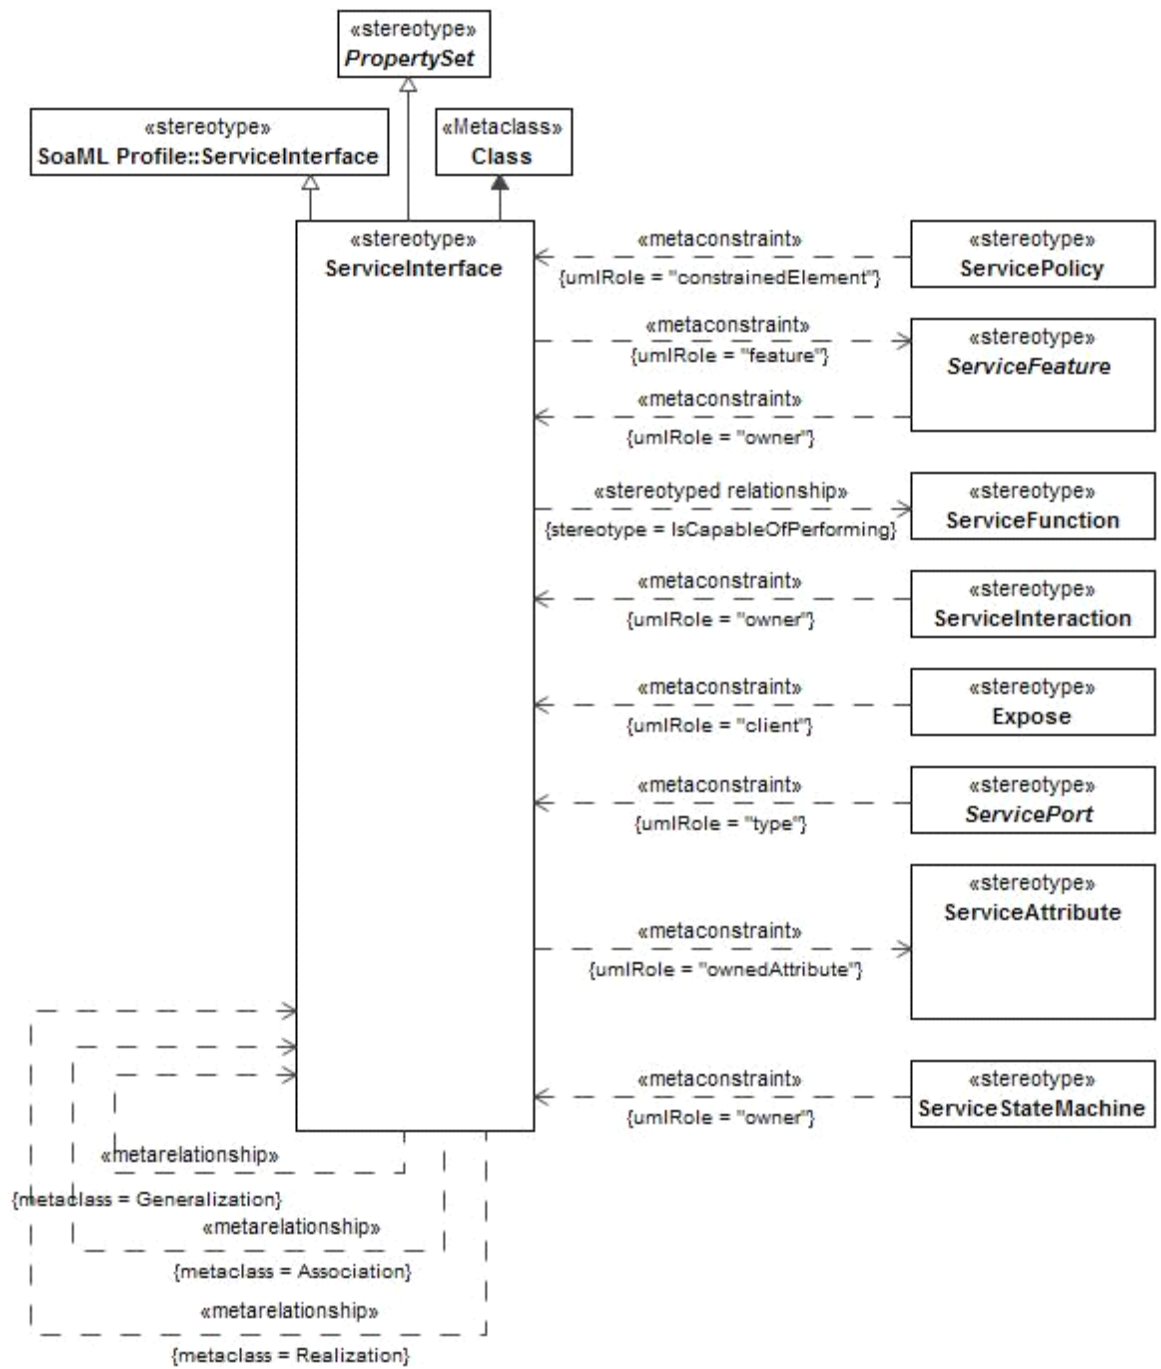 «stereotype»
PropertySet
«stereotype»
SoaML Profile::ServiceInterface
«Metaclass»
Class
«stereotype»
ServiceInterface
«metaconstraint»
{umlRole = "constrainedElement"}
«stereotype»
ServicePolicy
«metaconstraint»
{umlRole = "feature"}
«stereotype»
ServiceFeature
«metaconstraint»
{umlRole = "owner"}
«stereotyped relationship»
{stereotype = IsCapableOfPerforming}
«stereotype»
ServiceFunction
«metaconstraint»
{umlRole = "owner"}
«stereotype»
ServiceInteraction
«metaconstraint»
{umlRole = "client"}
«stereotype»
Expose
«metaconstraint»
{umlRole = "type"}
«stereotype»
ServicePort
«metaconstraint»
{umlRole = "ownedAttribute"}
«stereotype»
ServiceAttribute
«metaconstraint»
{umlRole = "owner"}
«stereotype»
ServiceStateMachine
«metarelationship»
{metaclass = Generalization}
«metarelationship»
{metaclass = Association}
«metarelationship»
{metaclass = Realization}